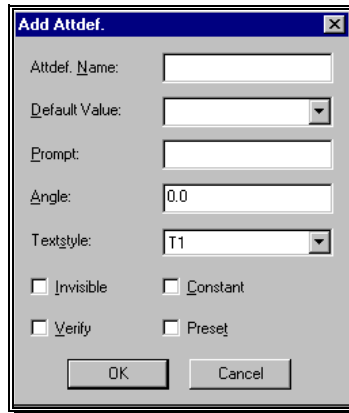 Add Attdef.
Attdef. Name:
Default Value:
Prompt:
Angle: 0.0
Textstyle: T1
Invisible Constant
Verify Preset
OK Cancel